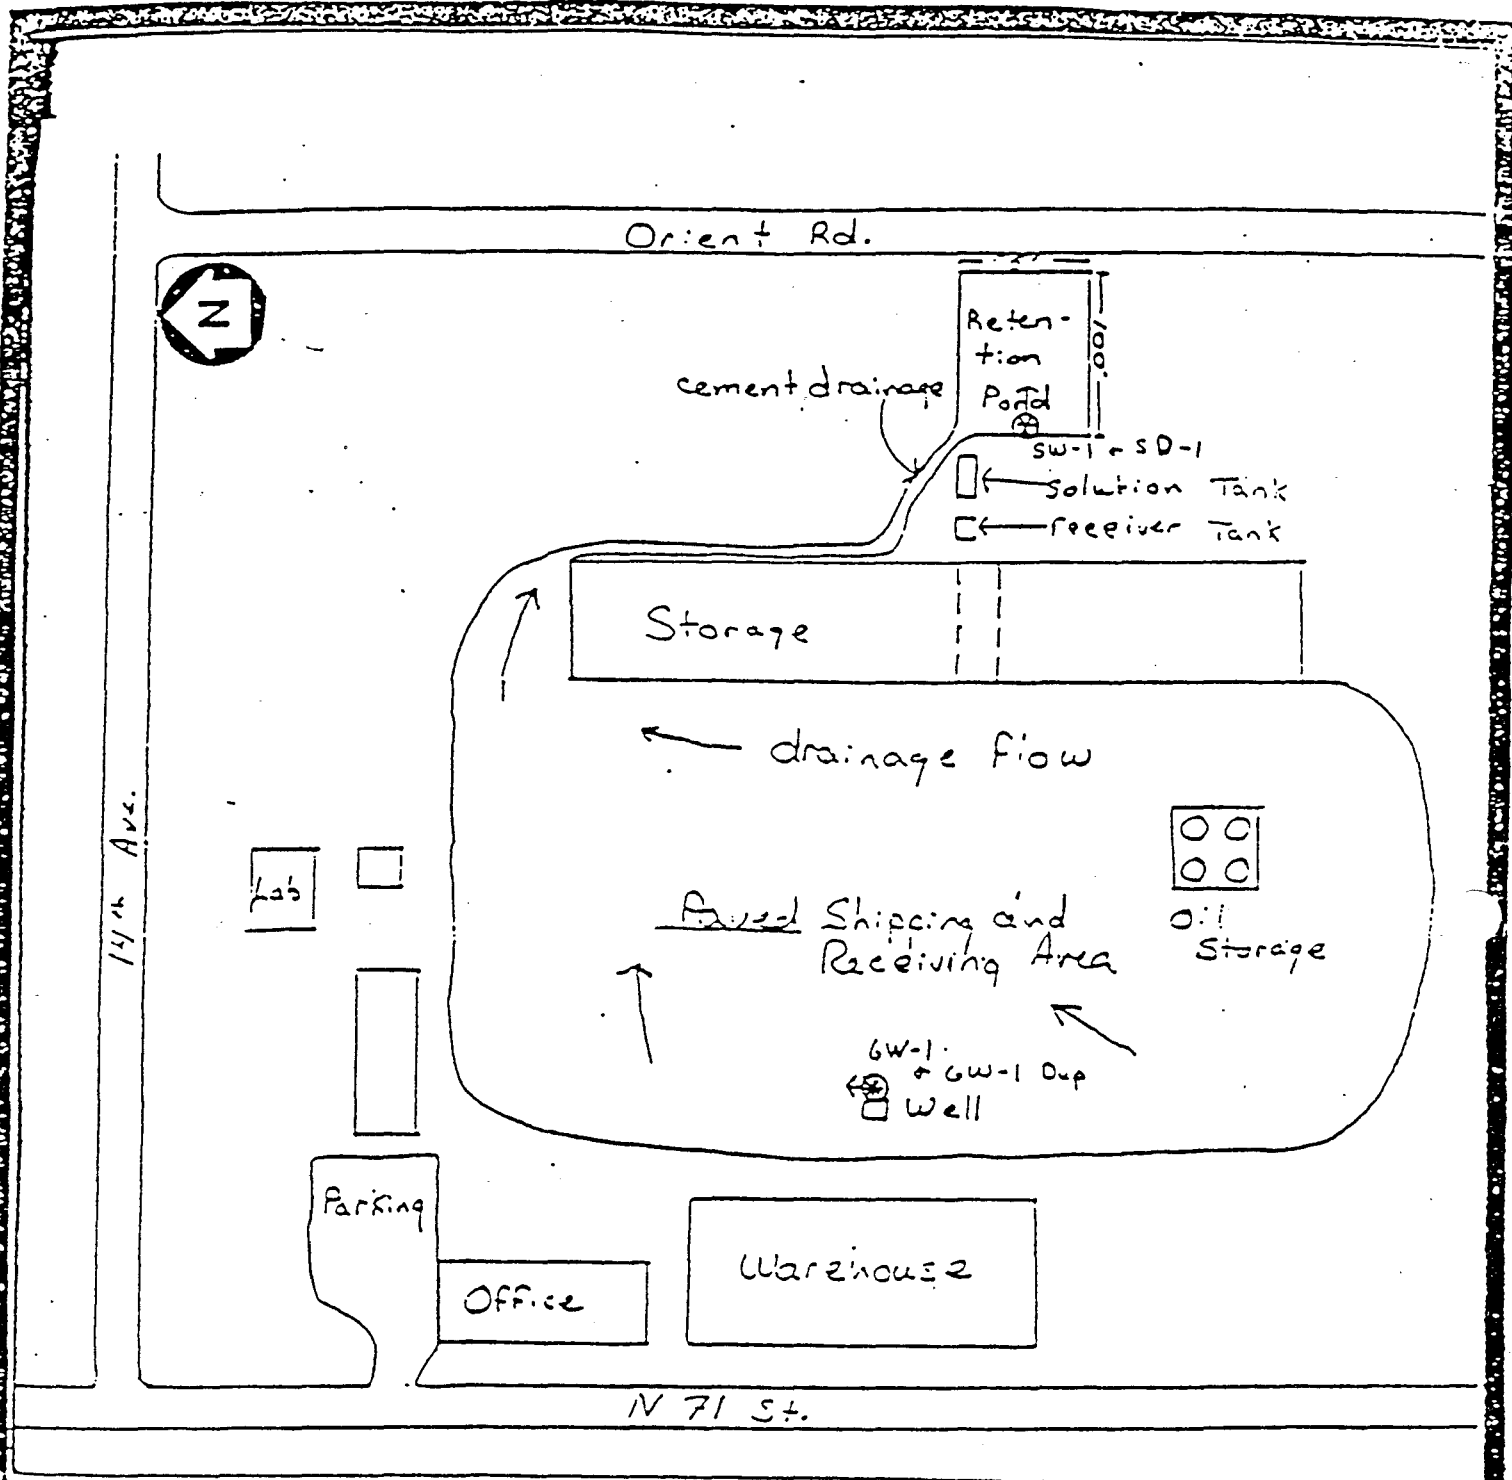 Orient Rd.
N
Reten-
tion
Pond
100'
cement drainage
SW-1 & SD-1
Solution Tank
receiver Tank
Storage
drainage flow
14th Ave.
Lab
Paved Shipping and
Receiving Area
Oil
Storage
GW-1
& GW-1 Dup
Well
Parking
Office
Warehouse
N 71 St.